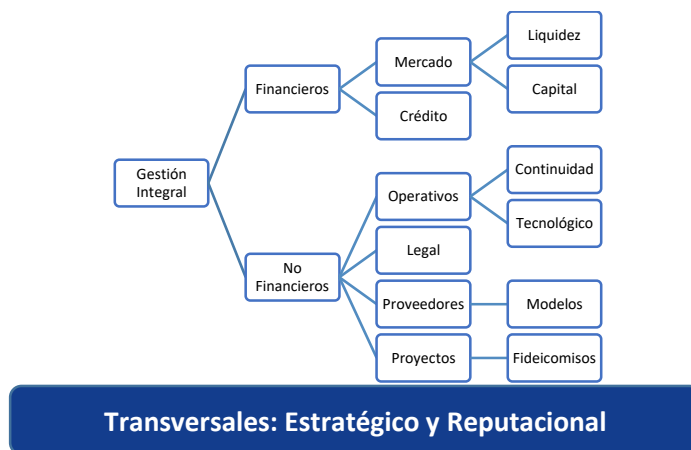 Gestión
Integral
Financieros
Mercado
Liquidez
Capital
Crédito
No
Financieros
Operativos
Continuidad
Tecnológico
Legal
Proveedores
Modelos
Proyectos
Fideicomisos
Transversales: Estratégico y Reputacional